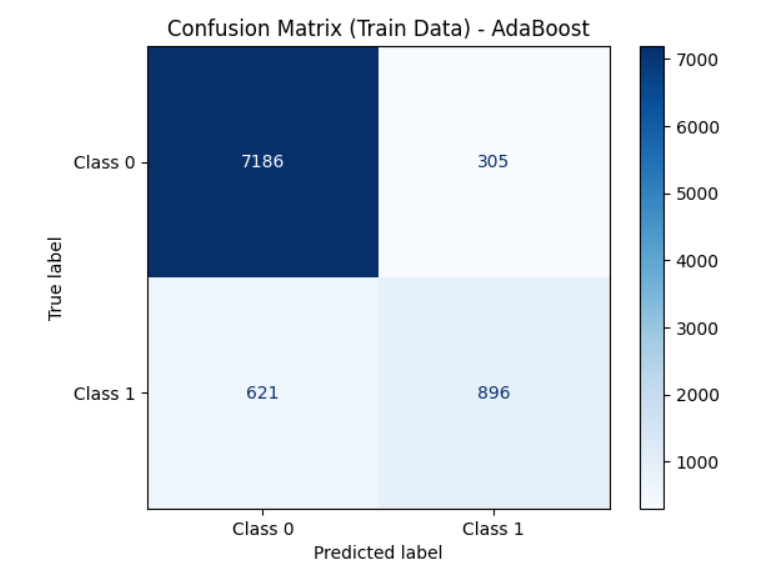 Confusion Matrix (Train Data) - AdaBoost
True label
Class 0
7186
305
Class 1
621
896
Class 0
Class 1
Predicted label
7000
6000
5000
4000
3000
2000
1000